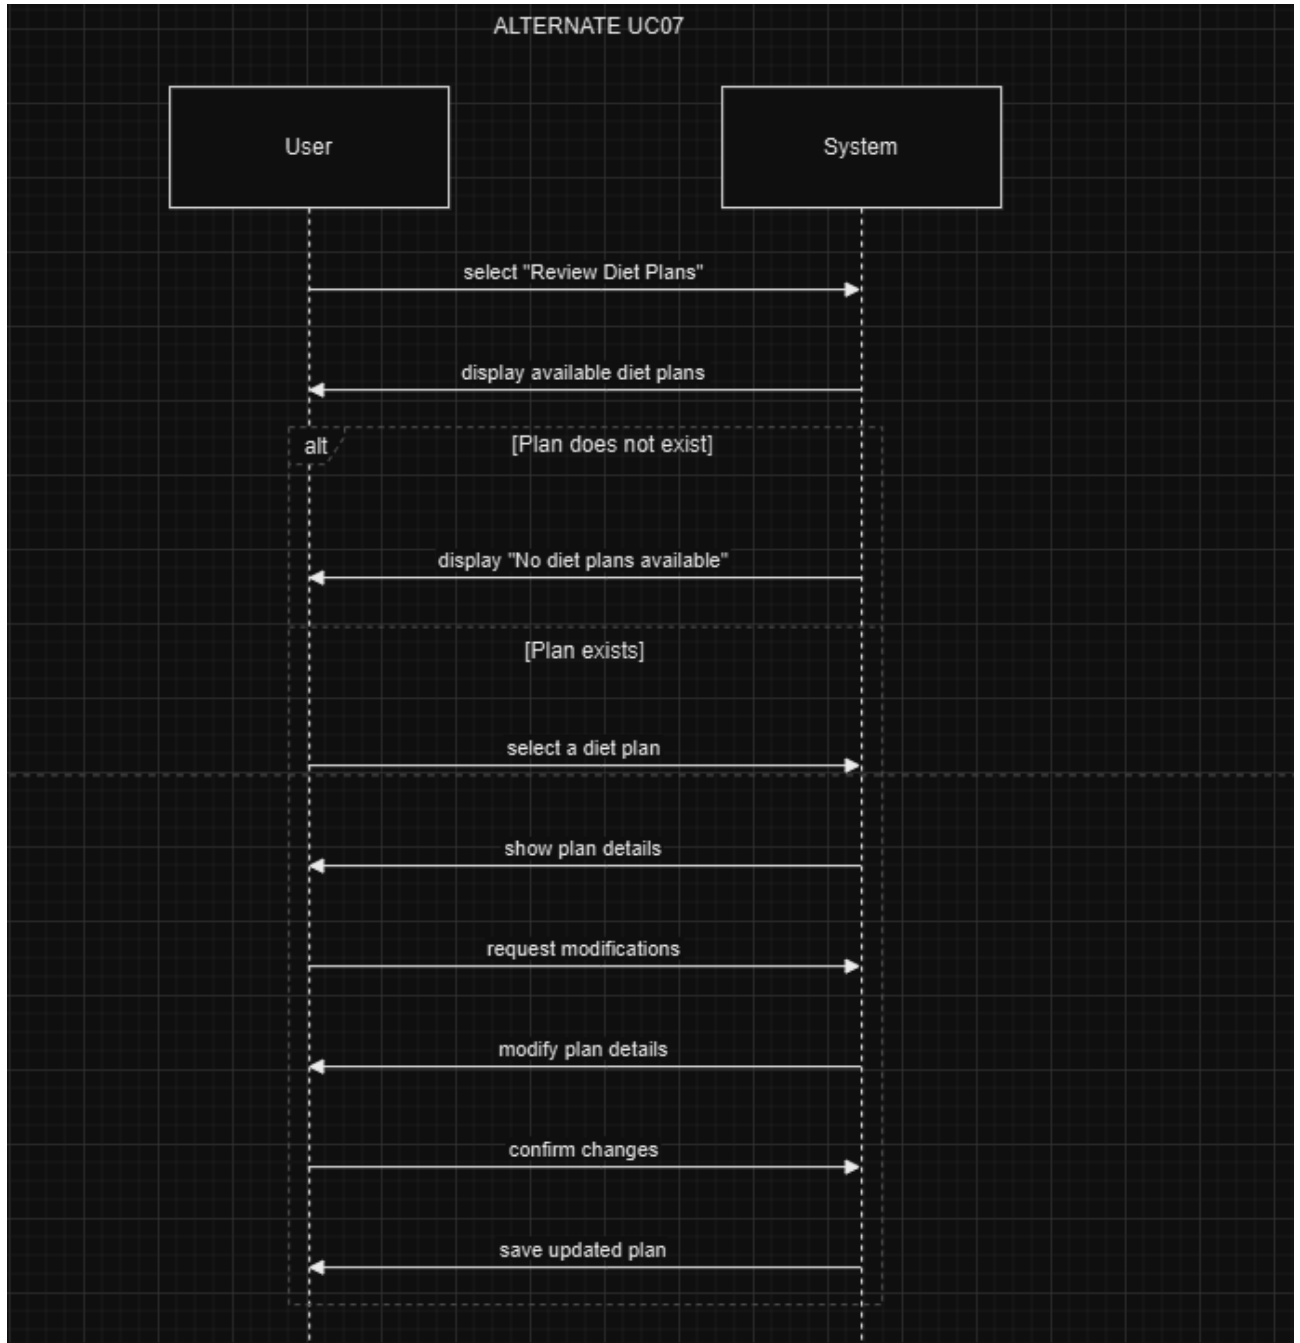 ALTERNATE UC07
User
System
select "Review Diet Plans"
display available diet plans
alt
[Plan does not exist]
display "No diet plans available"
[Plan exists]
select a diet plan
show plan details
request modifications
modify plan details
confirm changes
save updated plan